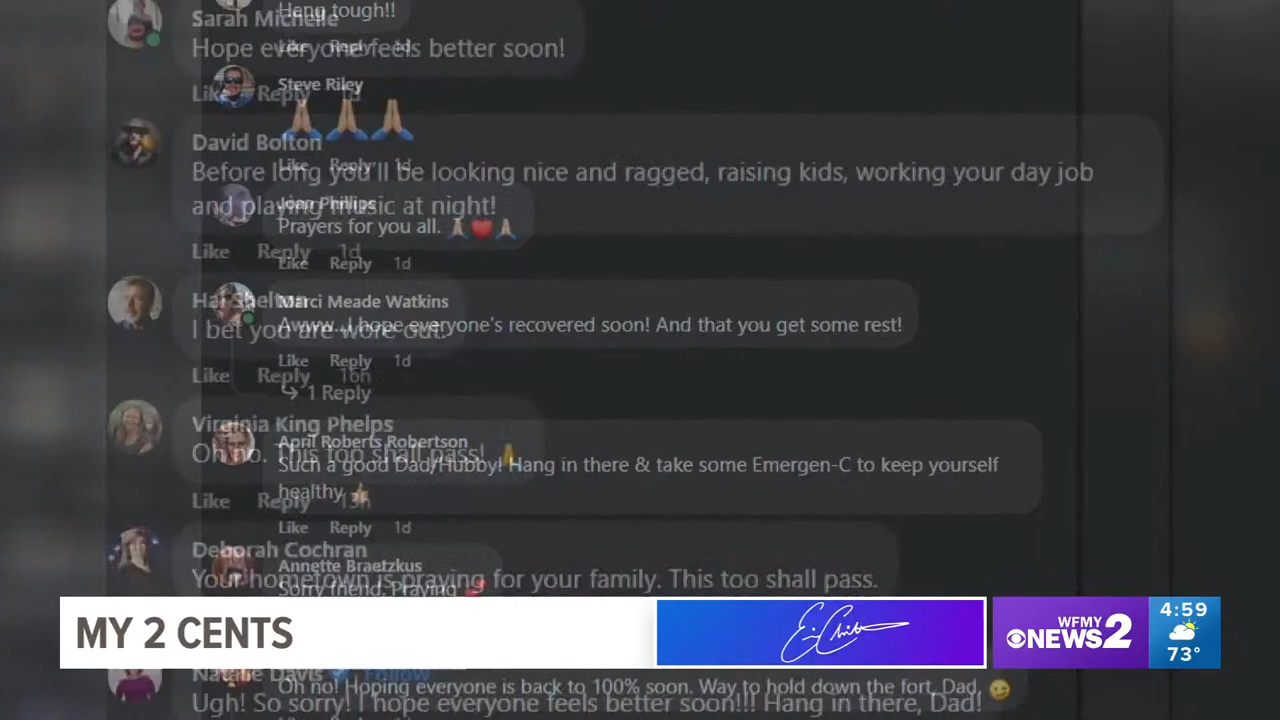 Hang tough!!
Sarah Michelle
Like Reply 1d
Hope everyone feels better soon!
Steve Riley
Like Reply 1d
David Bolton
Like Reply 1d
Before long you'll be looking nice and ragged, raising kids, working your day job
Joan Phillips
and playing music at night!
Prayers for you all.
Like Reply 1d
Like Reply 1d
Hal Shelton
Marci Meade Watkins
Awww...I hope everyone's recovered soon! And that you get some rest!
I bet you are wore out!
Like Reply 1d
Like Reply 16h
1 Reply
Virginia King Phelps
April Roberts Robertson
Oh no. This too shall pass!
Such a good Dad/Hubby! Hang in there & take some Emergen-C to keep yourself
healthy
Like Reply 13h
Like Reply 1d
Deborah Cochran
Annette Braetzkus
Your hometown is praying for your family. This too shall pass.
Sorry friend. Praying
MY 2 CENTS
WFMY
NEWS 2
4:59
73°
Natalie Davis Follow
Oh no! Hoping everyone is back to 100% soon. Way to hold down the fort, Dad.
Ugh! So sorry! I hope everyone feels better soon!!! Hang in there, Dad!